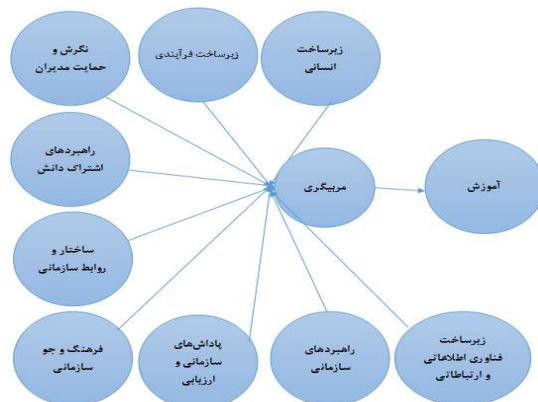 زیرساخت
انسانی
زیرساخت فرآیندی
نگرش و
حمایت مدیران
راهبردهای
اشتراک دانش
مربیگری
آموزش
ساختار و
روابط سازمانی
زیرساخت
فناوری اطلاعاتی
و ارتباطاتی
راهبردهای
سازمانی
پاداش‌های
سازمانی و
ارزیابی
فرهنگ و جو
سازمانی